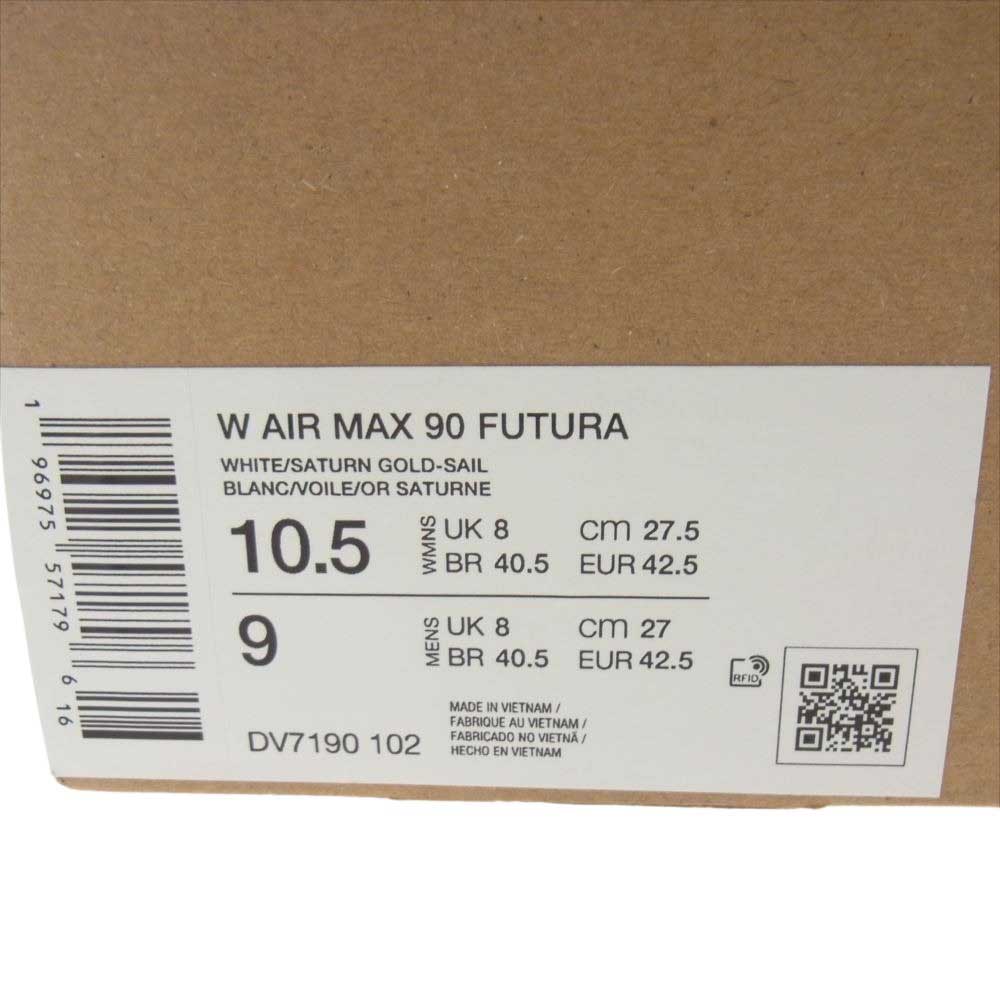 W AIR MAX 90 FUTURA
WHITE/SATURN GOLD-SAIL
BLANC/VOILE/OR SATURNE
10.5 WMNS UK 8 CM 27.5
BR 40.5 EUR 42.5
9 MENS UK 8 CM 27
BR 40.5 EUR 42.5
RFID
MADE IN VIETNAM /
FABRIQUE AU VIETNAM /
FABRICADO NO VIETNÃ /
HECHO EN VIETNAM
DV7190 102
1 96975 57179 6 16